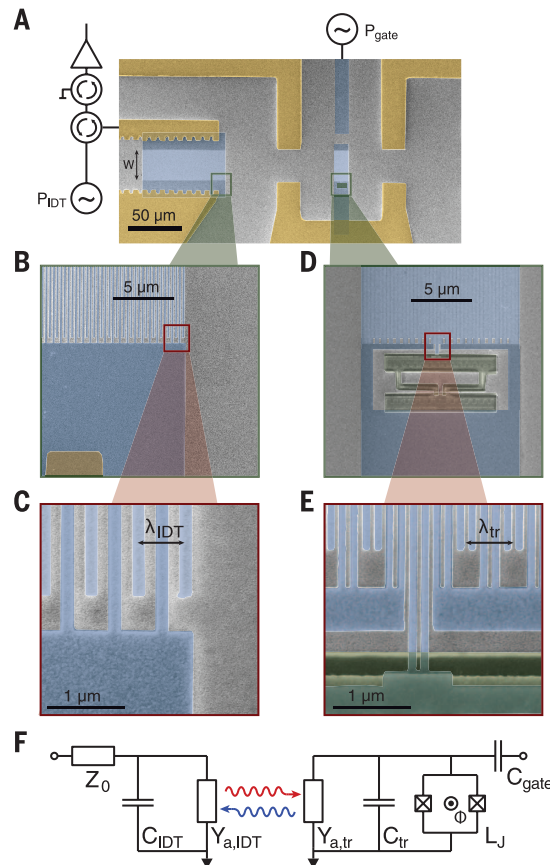 A
P_gate
W
P_IDT
50 μm
B
5 μm
D
5 μm
C
λ_IDT
1 μm
E
λ_tr
1 μm
F
Z_0
C_IDT
Y_a,IDT
Y_a,tr
C_tr
Φ
L_J
C_gate